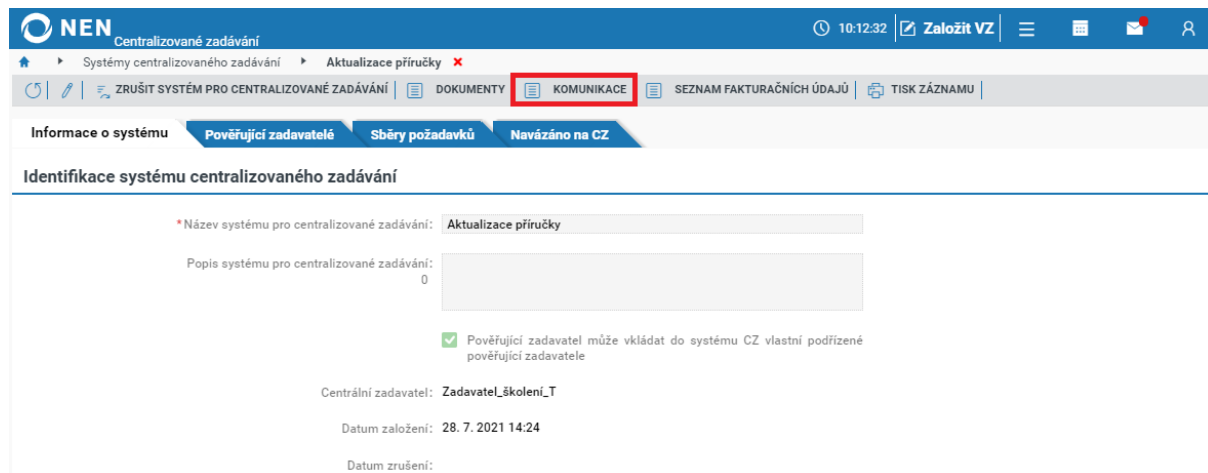 NEN
Centralizované zadávání
10:12:32 Založit VZ
Systémy centralizovaného zadávání Aktualizace příručky
ZRUŠIT SYSTÉM PRO CENTRALIZOVANÉ ZADÁVÁNÍ DOKUMENTY KOMUNIKACE SEZNAM FAKTURAČNÍCH ÚDAJŮ TISK ZÁZNAMU
Informace o systému Pověřující zadavatelé Sběry požadavků Navázáno na CZ
Identifikace systému centralizovaného zadávání
*Název systému pro centralizované zadávání: Aktualizace příručky
Popis systému pro centralizované zadávání:
0
Pověřující zadavatel může vkládat do systému CZ vlastní podřízené
pověřující zadavatele
Centrální zadavatel: Zadavatel_školení_T
Datum založení: 28. 7. 2021 14:24
Datum zrušení: